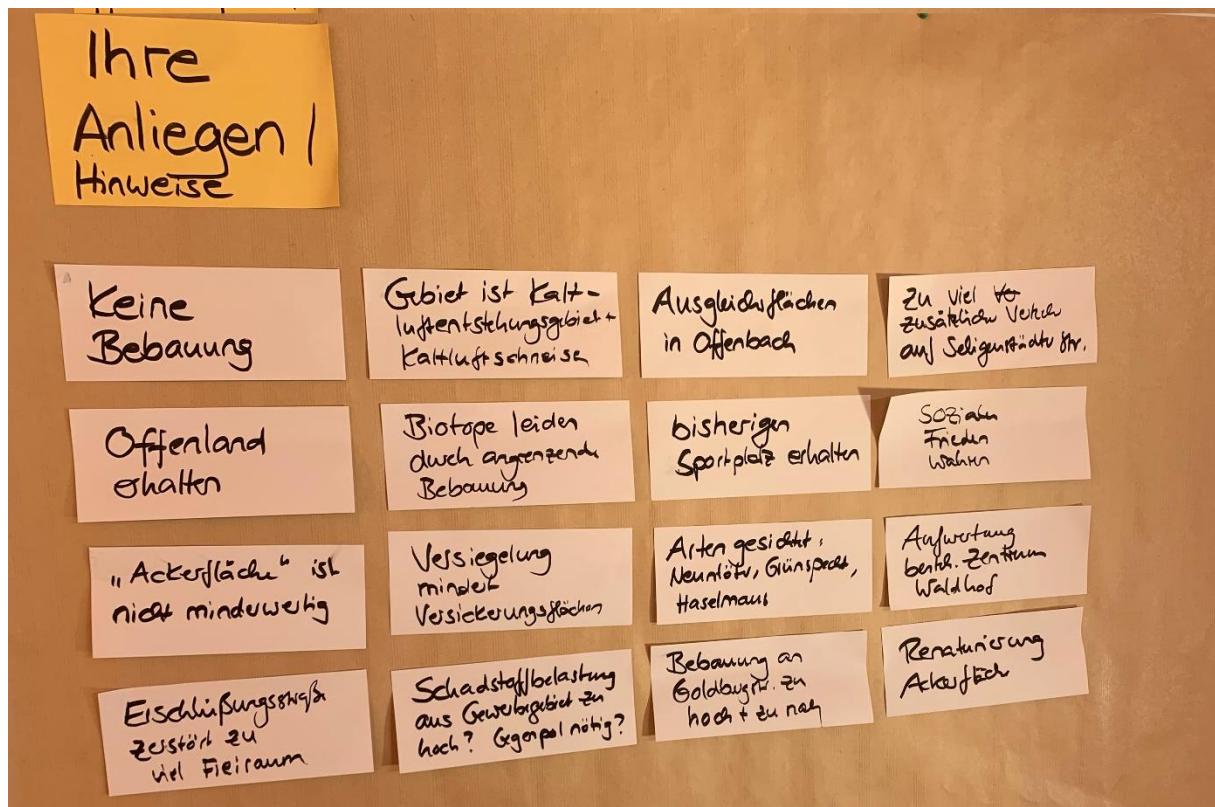 Ihre
Anliegen /
Hinweise
Keine
Bebauung
Gebiet ist Kalt-
luftentstehungsgebiet +
Kaltluftschneise
Ausgleichsflächen
in Offenbach
Zu viel
zusätzlicher Verkehr
auf Seligenstädter Str.
Offenland
erhalten
Biotope leiden
durch angrenzende
Bebauung
bisherigen
Sportplatz erhalten
Sozialen
Frieden
wahren
„Ackerfläche" ist
nicht minderwertig
Versiegelung
mindert
Versickerungsflächen
Arten gesichtet:
Neuntöter, Grünspecht,
Haselmaus
Aufwertung
besteh. Zentrum
Waldhof
Erschlüßungsstraße
zerstört zu
viel Freiraum
Schadstoffbelastung
aus Gewerbegebiet zu
hoch? Gegenpol nötig?
Bebauung an
Goldbergstr. zu
hoch + zu nah
Renaturierung
Ackerfläche